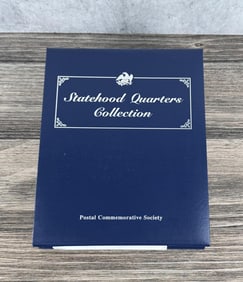 Statehood Quarters
Collection
Postal Commemorative Society